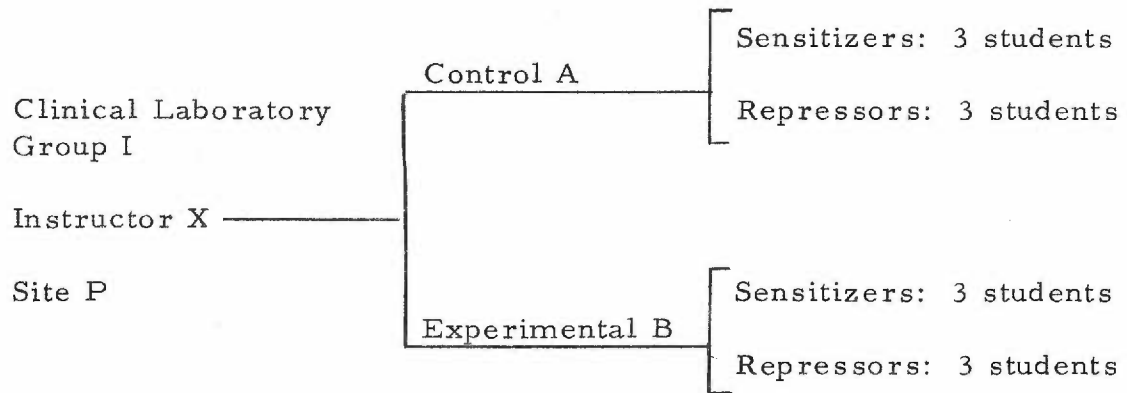 Clinical Laboratory
Group I
Instructor X
Site P
Control A
Sensitizers: 3 students
Repressors: 3 students
Experimental B
Sensitizers: 3 students
Repressors: 3 students